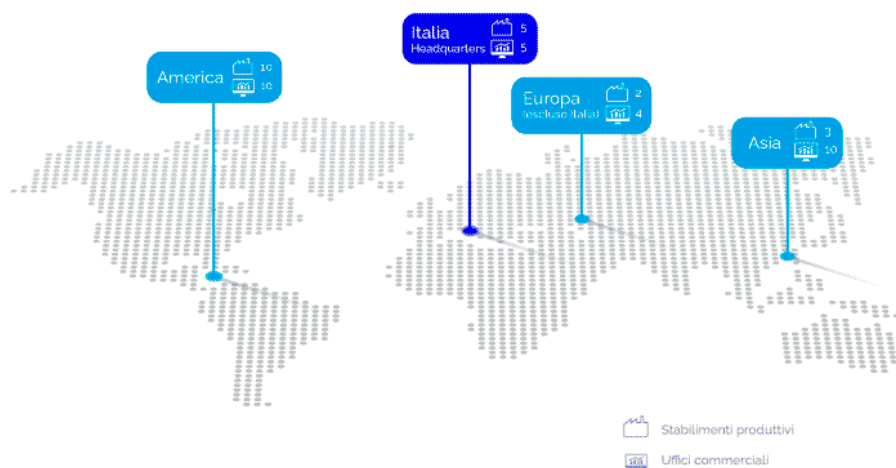 America
10
10
Italia
Headquarters
5
5
Europa
(escluso Italia)
2
4
Asia
3
10
Stabilimenti produttivi
Uffici commerciali